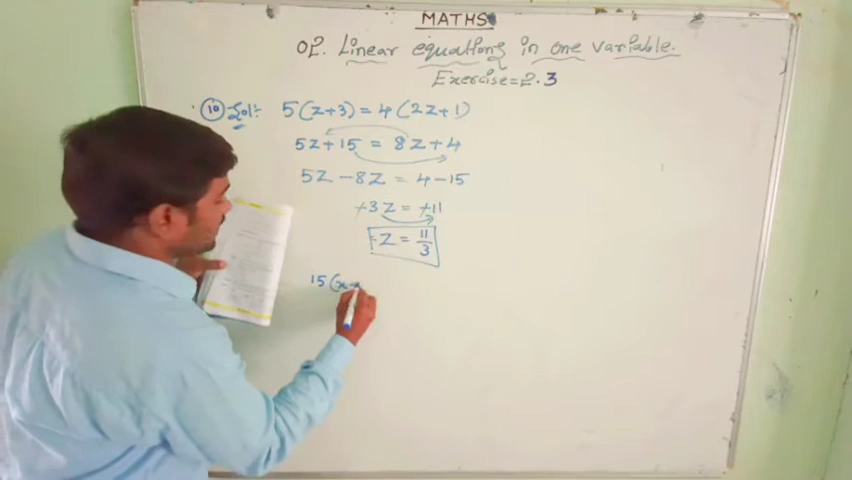 MATHS
02. Linear equations in one variable.
Exercise=2.3
10 Sol:- 5(z+3) = 4(2z+1)
5z+15 = 8z+4
5z-8z = 4-15
-3z = -11
z = 11/3
15(x-